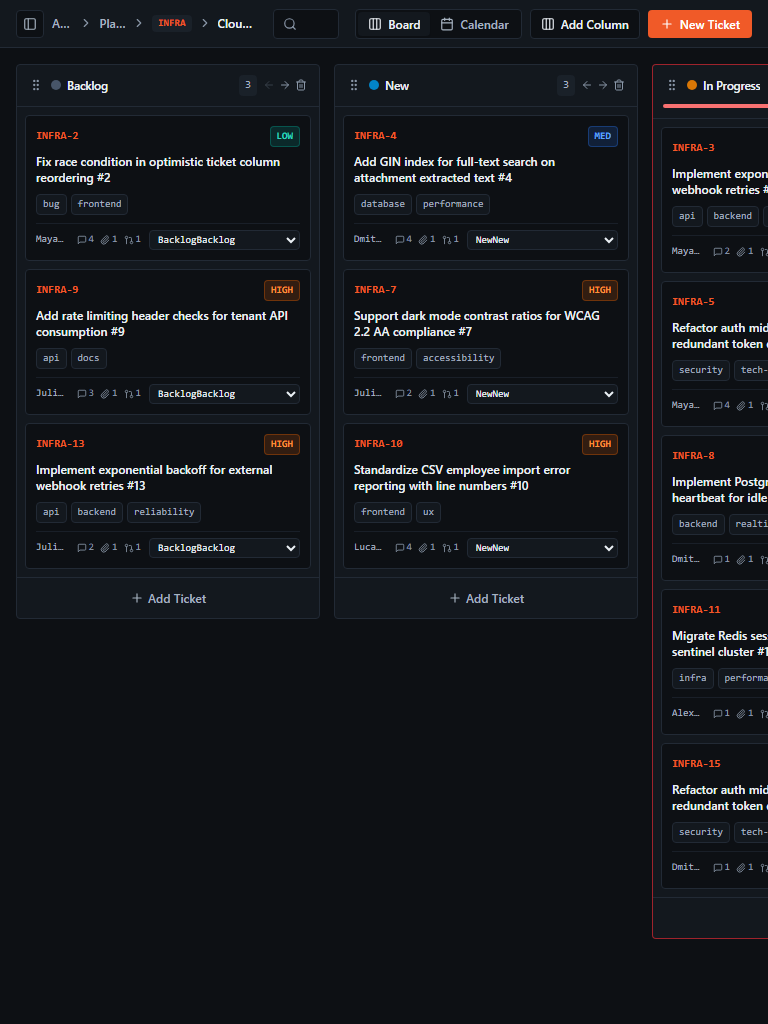 A... Pla... INFRA Clou... Board Calendar Add Column New Ticket
Backlog 3
INFRA-2 LOW
Fix race condition in optimistic ticket column
reordering #2
bug frontend
Maya... 4 1 1 BacklogBacklog
INFRA-9 HIGH
Add rate limiting header checks for tenant API
consumption #9
api docs
Juli... 3 1 1 BacklogBacklog
INFRA-13 HIGH
Implement exponential backoff for external
webhook retries #13
api backend reliability
Juli... 2 1 1 BacklogBacklog
Add Ticket
New 3
INFRA-4 MED
Add GIN index for full-text search on
attachment extracted text #4
database performance
Dmit... 4 1 1 NewNew
INFRA-7 HIGH
Support dark mode contrast ratios for WCAG
2.2 AA compliance #7
frontend accessibility
Juli... 2 1 1 NewNew
INFRA-10 HIGH
Standardize CSV employee import error
reporting with line numbers #10
frontend ux
Luca... 4 1 1 NewNew
Add Ticket
In Progress
INFRA-3
Implement expon
webhook retries #
api backend
Maya... 2 1
INFRA-5
Refactor auth mid
redundant token
security tech-
Maya... 4 1
INFRA-8
Implement Postgr
heartbeat for idle
backend realti
Dmit... 1 1
INFRA-11
Migrate Redis ses
sentinel cluster #1
infra performa
Alex... 1 1
INFRA-15
Refactor auth mid
redundant token
security tech-
Dmit... 1 1